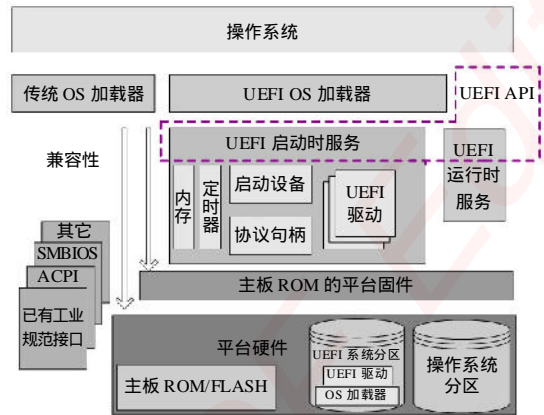 操作系统
传统 OS 加载器
UEFI OS 加载器
UEFI API
兼容性
UEFI 启动时服务
内存
定时器
启动设备
协议句柄
UEFI
驱动
UEFI
运行时
服务
其它
SMBIOS
ACPI
已有工业
规范接口
主板 ROM 的平台固件
平台硬件
主板 ROM/FLASH
UEFI 系统分区
UEFI 驱动
OS 加载器
操作系统
分区